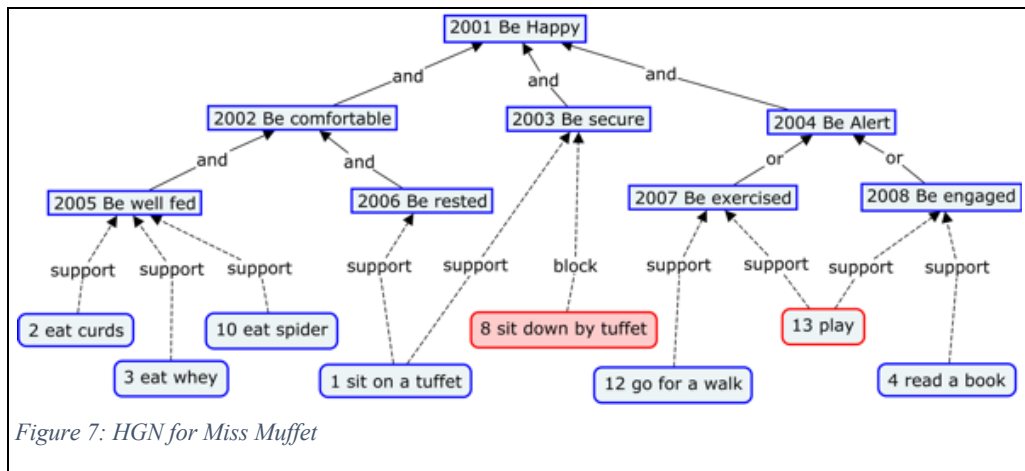 2001 Be Happy
and
and
and
2002 Be comfortable
2003 Be secure
2004 Be Alert
and
and
or
or
2005 Be well fed
2006 Be rested
2007 Be exercised
2008 Be engaged
support
support
support
support
support
block
support
support
support
support
2 eat curds
10 eat spider
8 sit down by tuffet
13 play
3 eat whey
1 sit on a tuffet
12 go for a walk
4 read a book
Figure 7: HGN for Miss Muffet